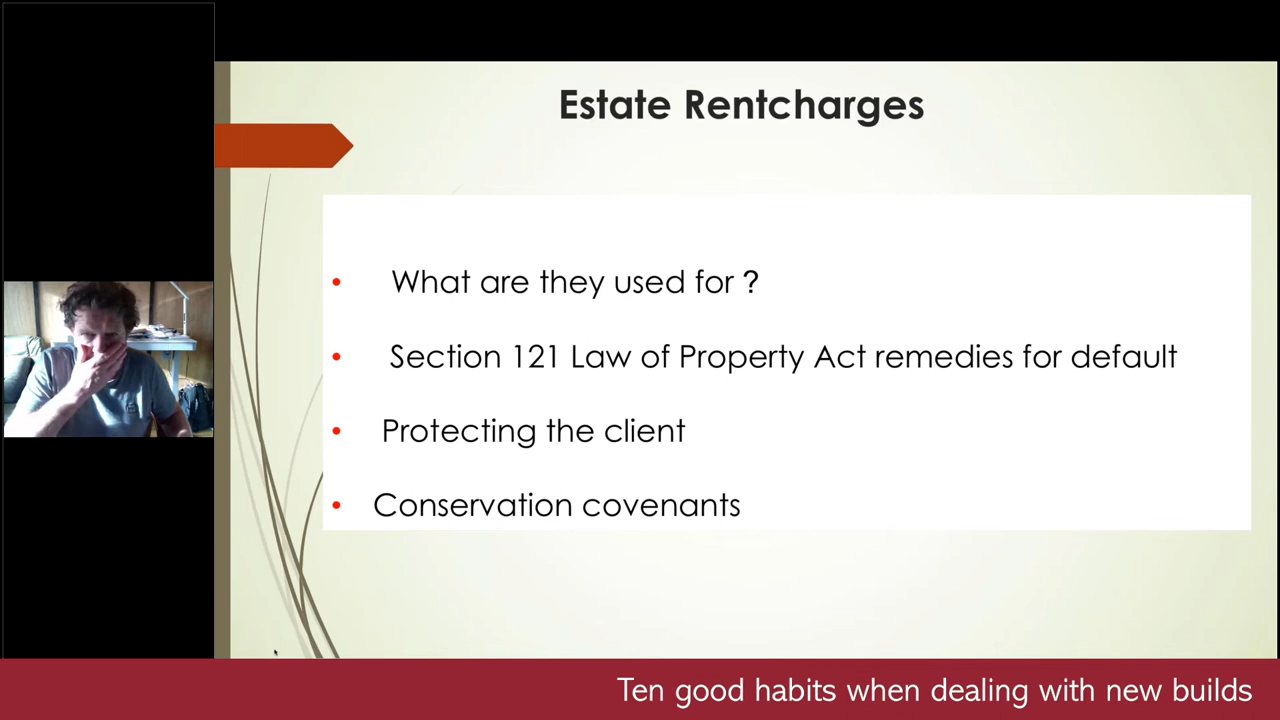 Estate Rentcharges
• What are they used for ?
• Section 121 Law of Property Act remedies for default
• Protecting the client
• Conservation covenants
Ten good habits when dealing with new builds